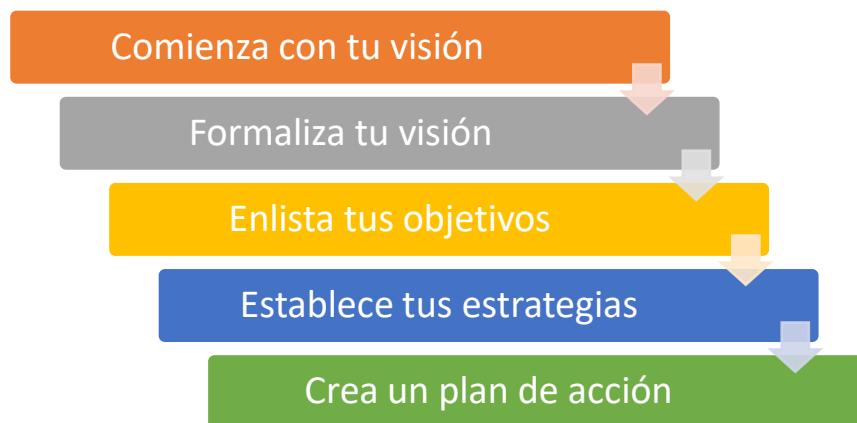 Comienza con tu visión
Formaliza tu visión
Enlista tus objetivos
Establece tus estrategias
Crea un plan de acción